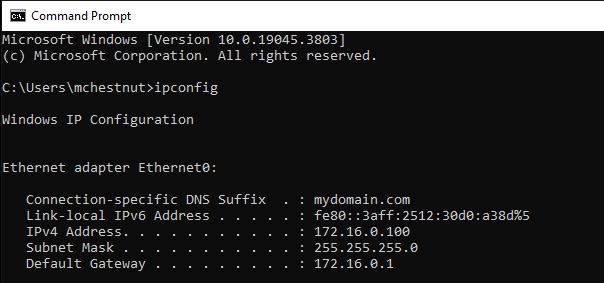 Command Prompt
Microsoft Windows [Version 10.0.19045.3803]
(c) Microsoft Corporation. All rights reserved.
C:\Users\mchestnut>ipconfig
Windows IP Configuration
Ethernet adapter Ethernet0:
Connection-specific DNS Suffix  . : mydomain.com
Link-local IPv6 Address . . . . . : fe80::3aff:2512:30d0:a38d%5
IPv4 Address. . . . . . . . . . . : 172.16.0.100
Subnet Mask . . . . . . . . . . . : 255.255.255.0
Default Gateway . . . . . . . . . : 172.16.0.1